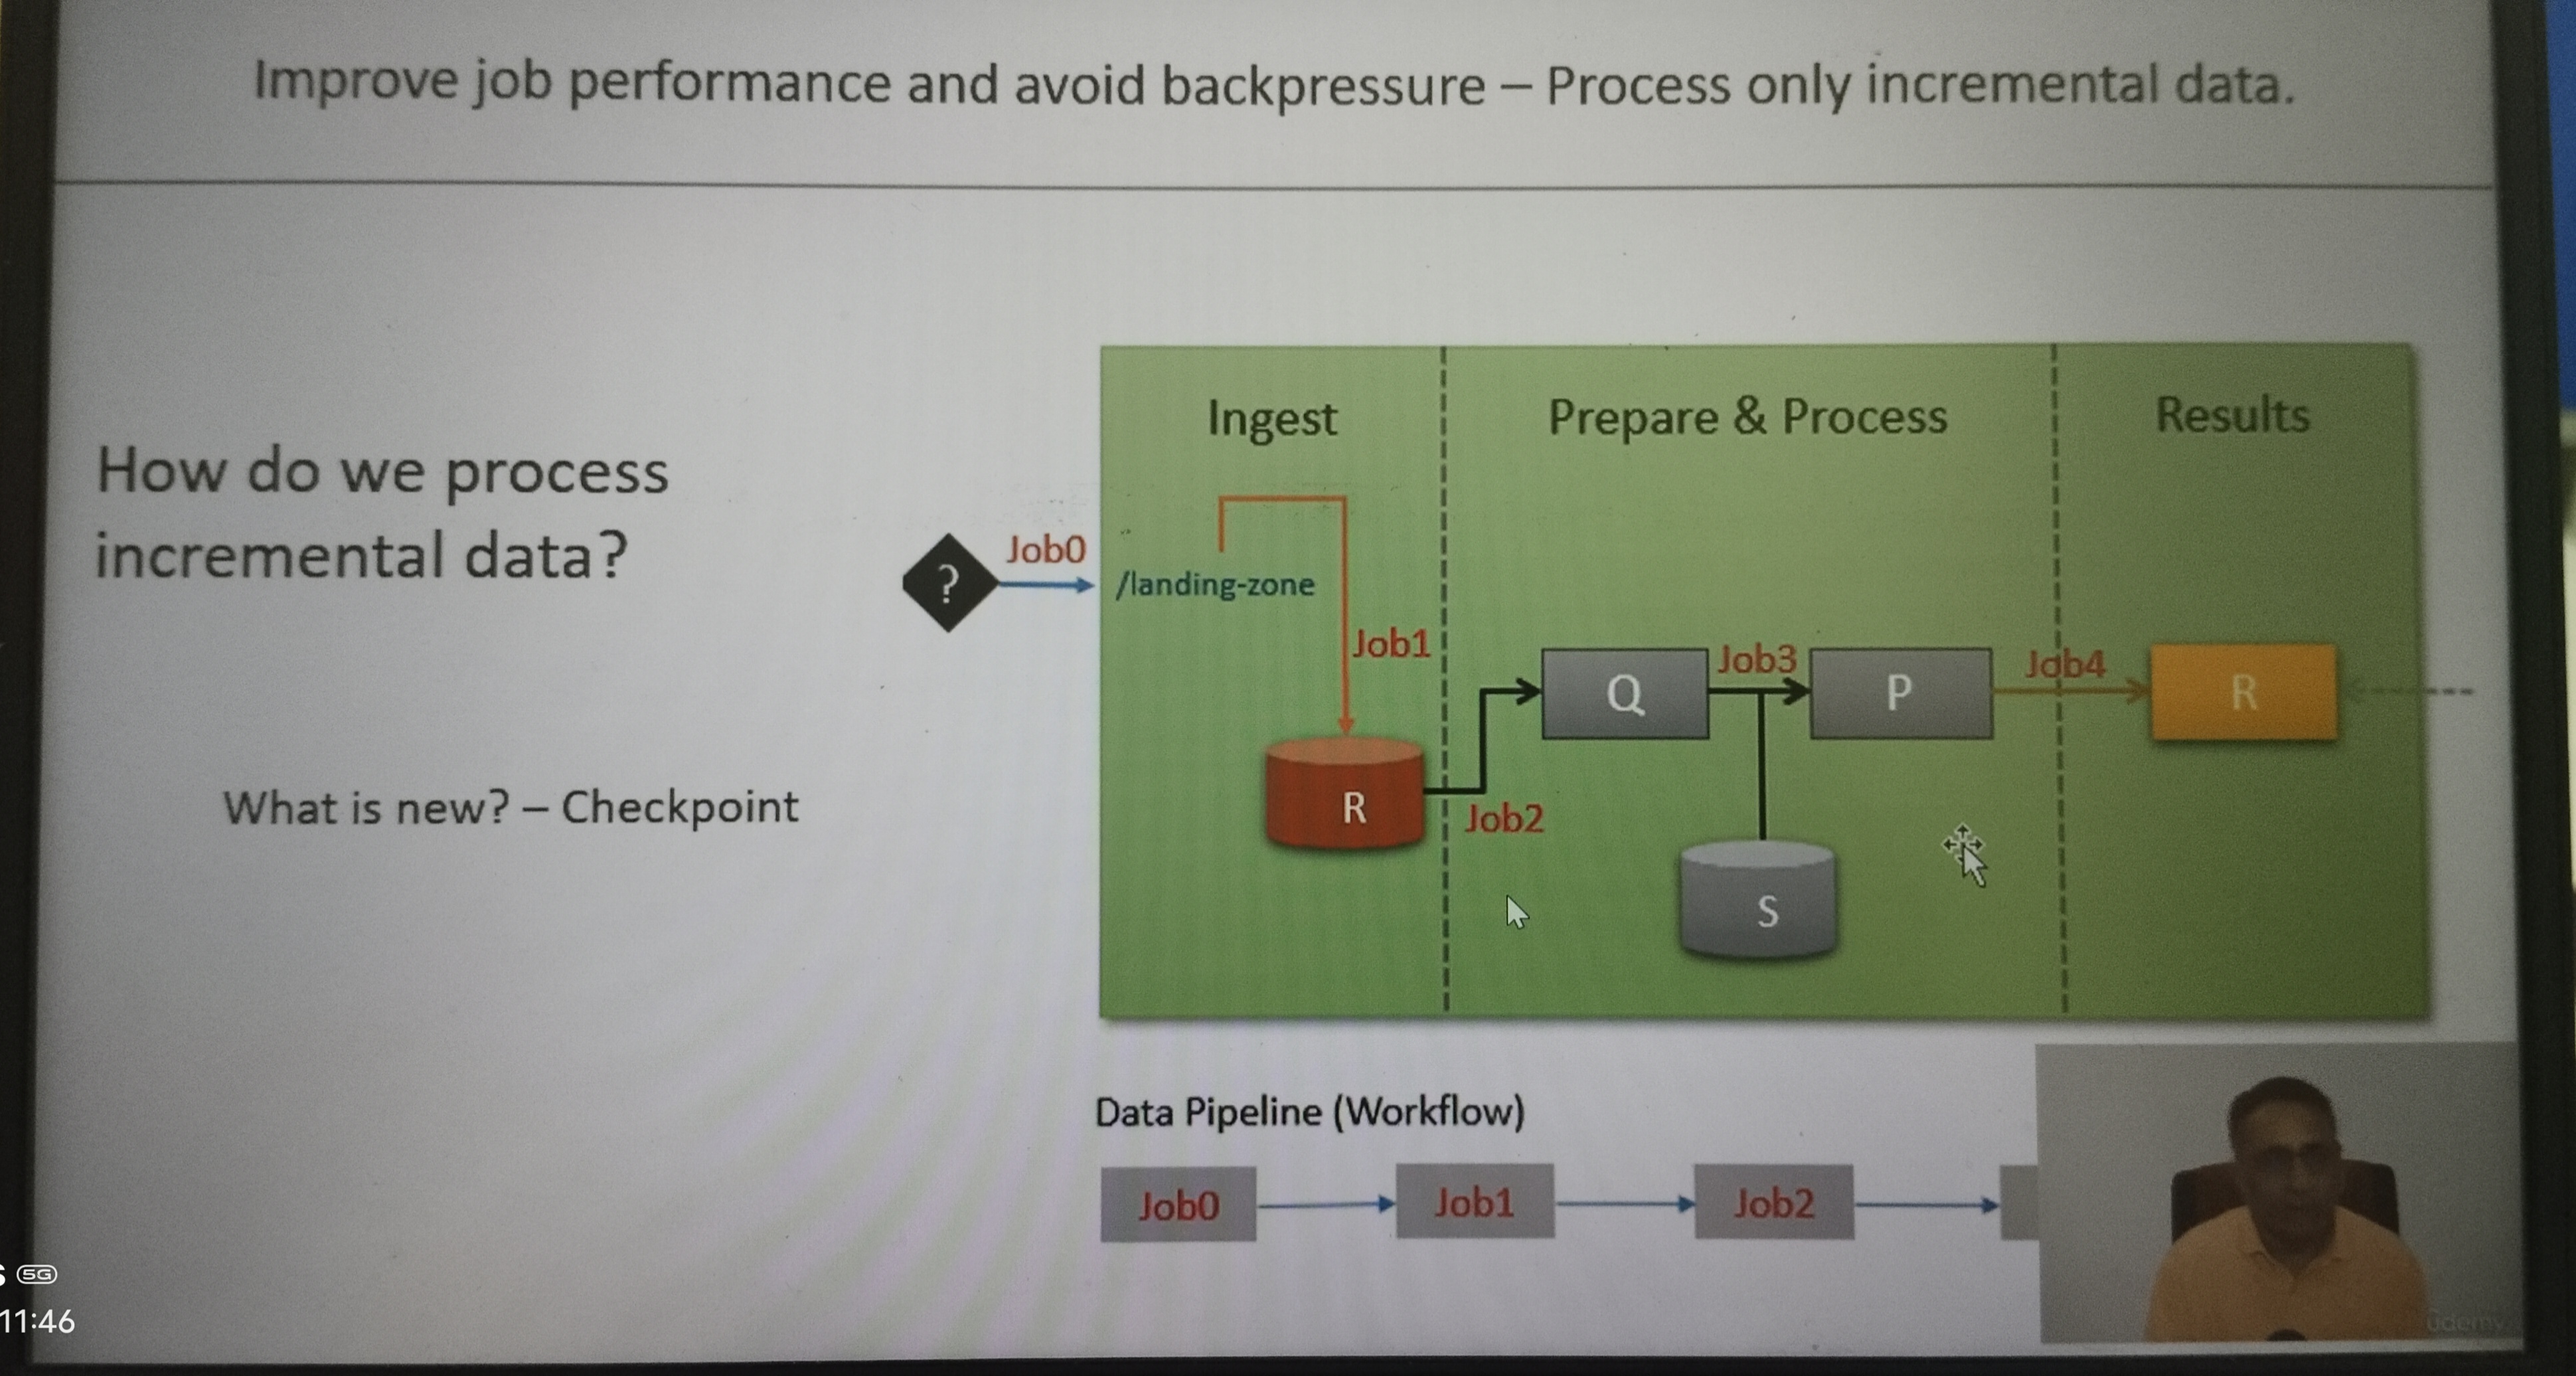 Improve job performance and avoid backpressure – Process only incremental data.
How do we process
incremental data?
What is new? – Checkpoint
?
Job0
Ingest
Prepare & Process
Results
/landing-zone
Job1
R
Job2
Q
Job3
P
Job4
R
S
Data Pipeline (Workflow)
Job0
Job1
Job2
udemy
5G
11:46